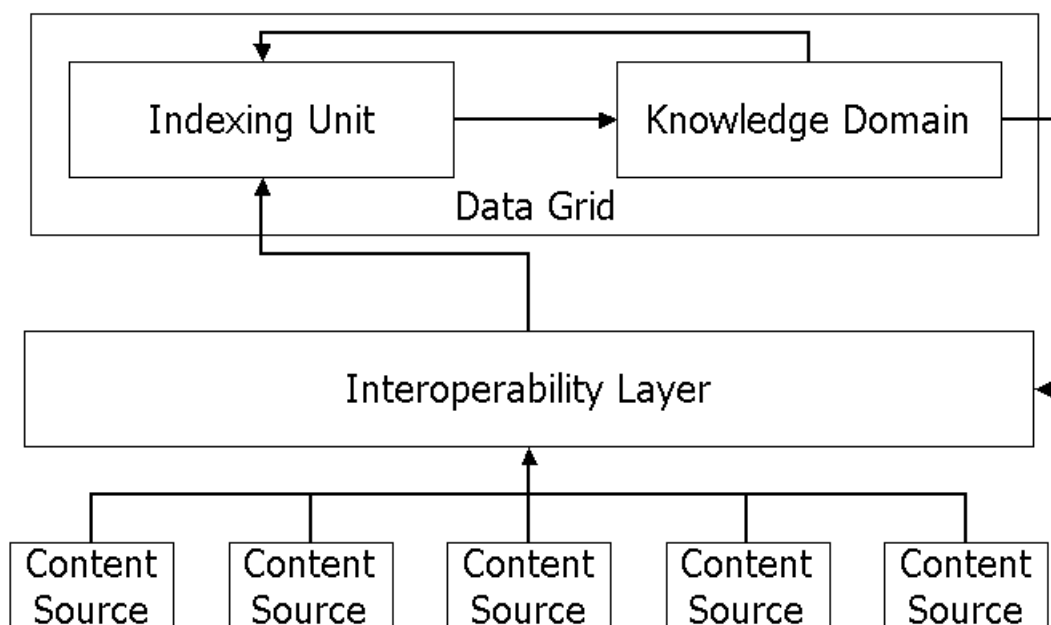 Indexing Unit
Knowledge Domain
Data Grid
Interoperability Layer
Content
Source
Content
Source
Content
Source
Content
Source
Content
Source